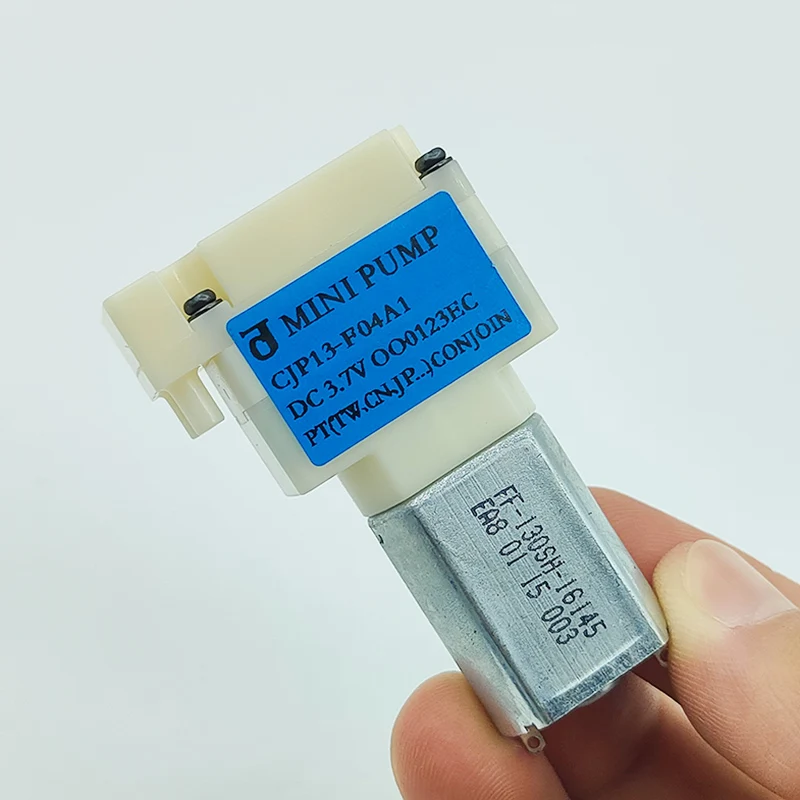 MINI PUMP
CJP13-F04A1
DC 3.7V OO0123EC
PT(TW.CN.JP...)CONJOIN
FF-130SH-16145
EA8 01 15 003